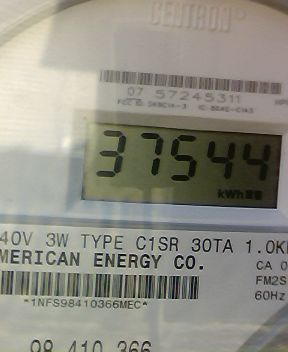 CENTRON®
07 57245311
37544
kWh
40V 3W TYPE C1SR 30TA 1.0K
MERICAN ENERGY CO.
CA 0
FM2S
60Hz
*1NFS98410366MEC*
98 410 366